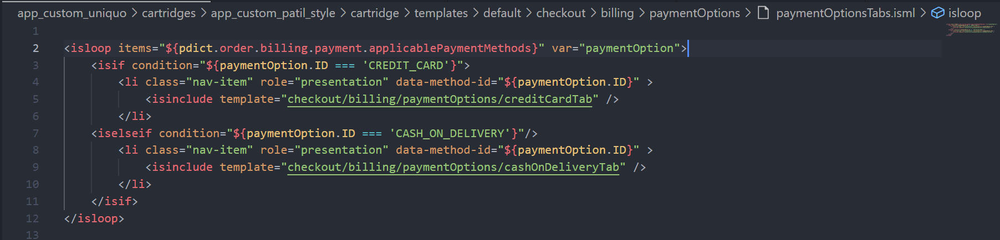 app_custom_uniquo > cartridges > app_custom_patil_style > cartridge > templates > default > checkout > billing > paymentOptions > paymentOptionsTabs.isml > isloop
1
2 <isloop items="${pdict.order.billing.payment.applicablePaymentMethods}" var="paymentOption">
3     <isif condition="${paymentOption.ID === 'CREDIT_CARD'}">
4         <li class="nav-item" role="presentation" data-method-id="${paymentOption.ID}" >
5             <isinclude template="checkout/billing/paymentOptions/creditCardTab" />
6         </li>
7     <iselseif condition="${paymentOption.ID === 'CASH_ON_DELIVERY'}"/>
8         <li class="nav-item" role="presentation" data-method-id="${paymentOption.ID}" >
9             <isinclude template="checkout/billing/paymentOptions/cashOnDeliveryTab" />
10         </li>
11     </isif>
12 </isloop>
13